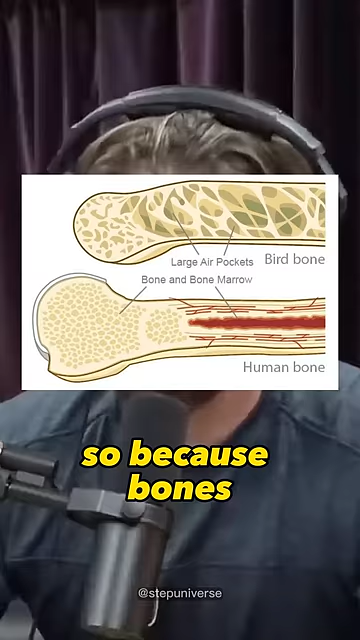 Large Air Pockets
Bird bone
Bone and Bone Marrow
Human bone
so because
bones
@stepuniverse